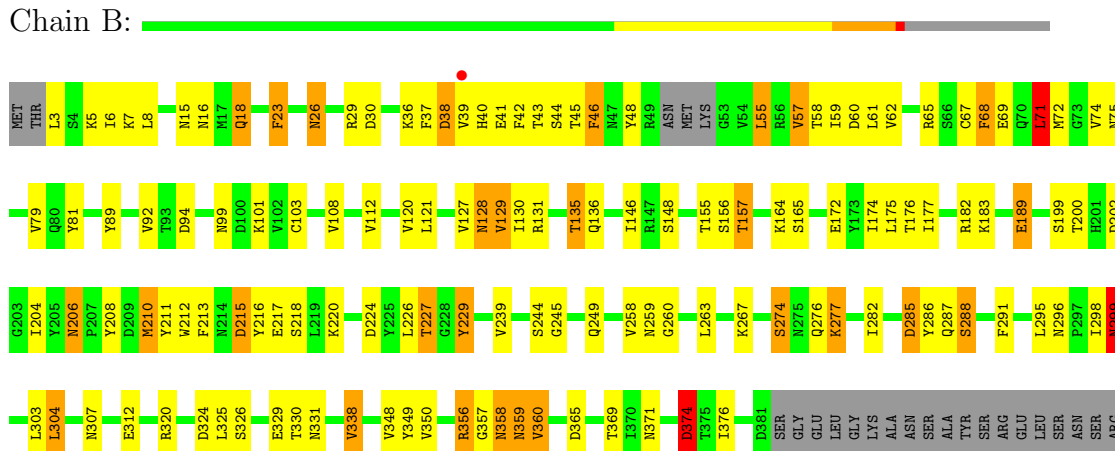 Chain B:
MET THR L3 S4 K5 I6 K7 L8 N15 N16 M17 Q18 F23 N26 R29 D30 K36 F37 D38 V39 H40 E41 F42 T43 S44 T45 F46 N47 Y48 R49 ASN MET LYS G53 V54 L55 R56 V57 T58 I59 D60 L61 V62 R65 S66 C67 F68 E69 Q70 L71 M72 G73 V74 N75
V79 Q80 Y81 Y89 V92 T93 D94 N99 D100 K101 V102 C103 V108 V112 V120 L121 V127 N128 V129 I130 R131 T135 Q136 I146 R147 S148 T155 S156 T157 K164 S165 E172 Y173 I174 L175 T176 I177 R182 K183 E189 S199 T200 H201 D202
G203 I204 Y205 N206 P207 Y208 D209 M210 Y211 W212 F213 N214 D215 Y216 E217 S218 L219 K220 D224 Y225 L226 T227 G228 Y229 V239 S244 G245 Q249 V258 N259 G260 L263 K267 S274 N275 Q276 K277 I282 D285 Y286 Q287 S288 F291 L295 N296 P297 I298 N299
L303 L304 N307 E312 R320 D324 L325 S326 E329 T330 N331 V338 V348 Y349 V350 R356 G357 N358 N359 V360 D365 T369 I370 N371 D374 T375 I376 D381 SER GLY GLU LEU GLY LYS ALA ASN SER ALA TYR SER ARG GLU LEU SER ASN SER ARG